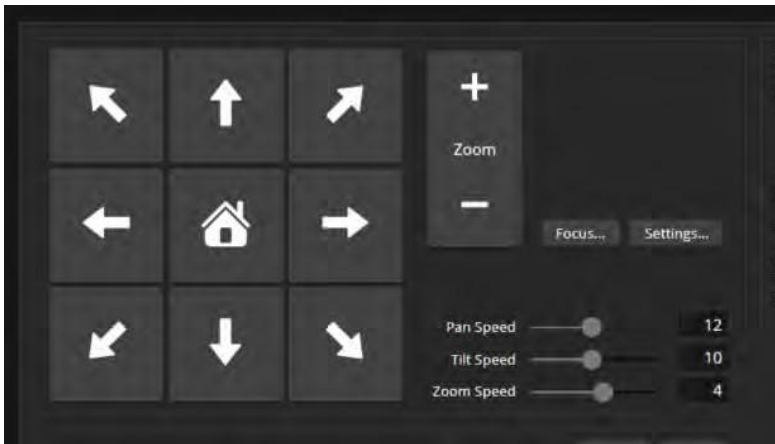 +
Zoom
−
Focus... Settings...
Pan Speed 12
Tilt Speed 10
Zoom Speed 4